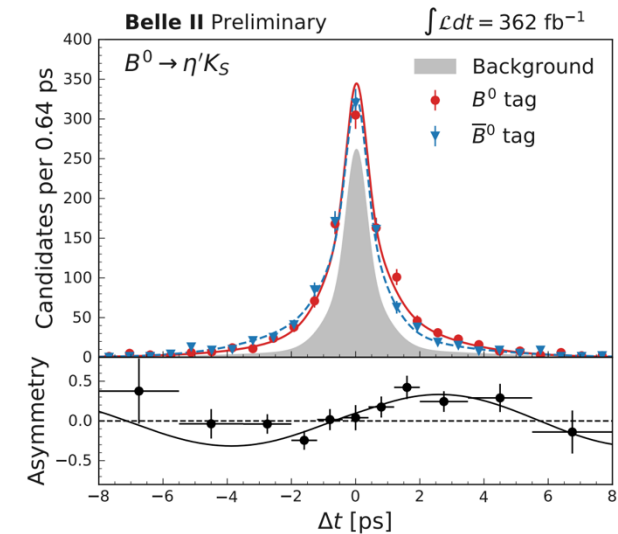 Belle II Preliminary ∫ℒdt = 362 fb⁻¹
400
350
300
250
200
150
100
50
0
Candidates per 0.64 ps
B⁰ → η′K_S
Background
B⁰ tag
B̅⁰ tag
0.5
0.0
−0.5
Asymmetry
−8 −6 −4 −2 0 2 4 6 8
Δt [ps]